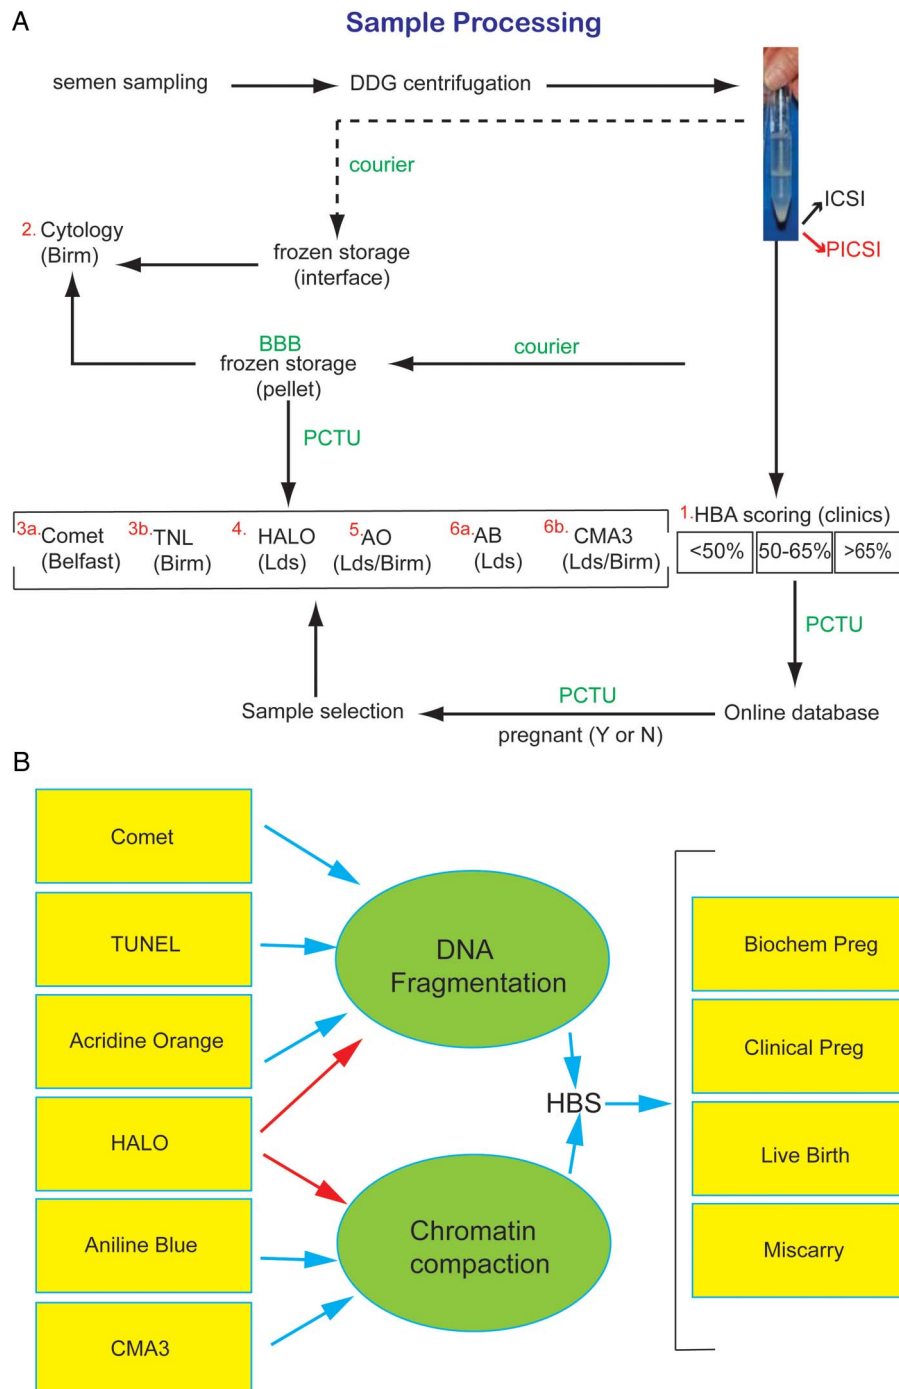 A
Sample Processing
semen sampling
DDG centrifugation
courier
ICSI
PICSI
2. Cytology
(Birm)
frozen storage
(interface)
BBB
frozen storage
(pellet)
courier
PCTU
3a. Comet
(Belfast)
3b. TNL
(Birm)
4. HALO
(Lds)
5. AO
(Lds/Birm)
6a. AB
(Lds)
6b. CMA3
(Lds/Birm)
1. HBA scoring (clinics)
<50%
50-65%
>65%
PCTU
Sample selection
PCTU
pregnant (Y or N)
Online database
B
Comet
TUNEL
Acridine Orange
HALO
Aniline Blue
CMA3
DNA
Fragmentation
HBS
Chromatin
compaction
Biochem Preg
Clinical Preg
Live Birth
Miscarry